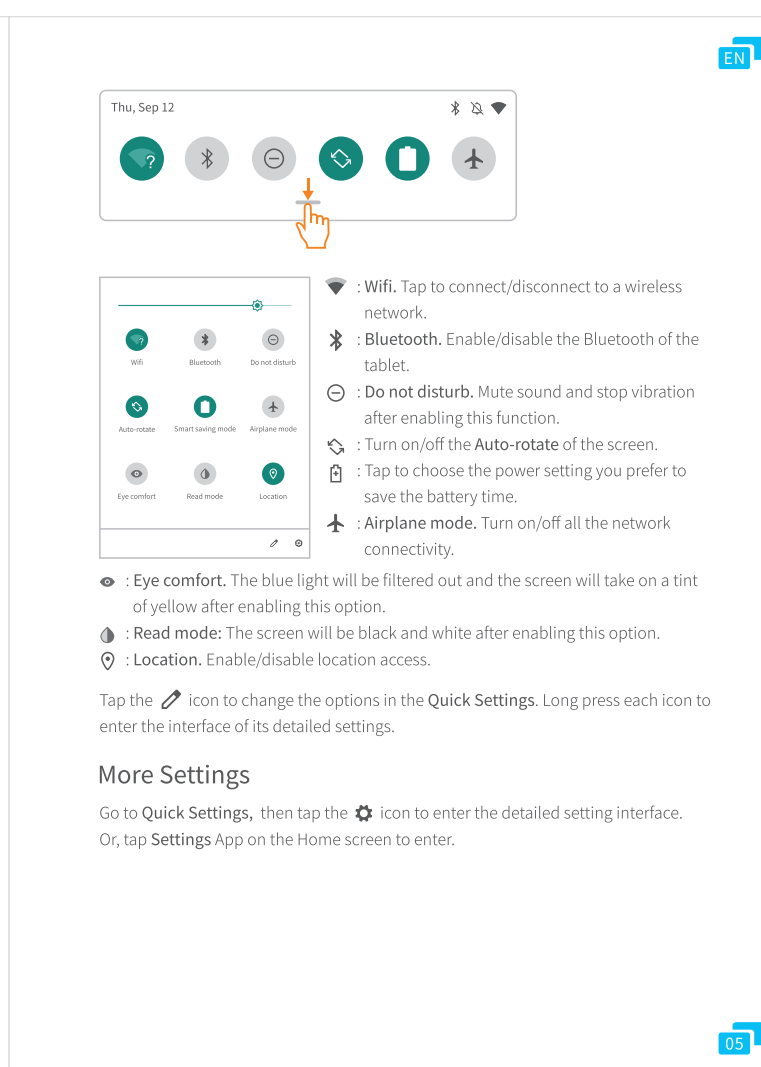 EN
Thu, Sep 12
?
?
Wifi Bluetooth Do not disturb
Auto-rotate Smart saving mode Airplane mode
Eye comfort Read mode Location
: Wifi. Tap to connect/disconnect to a wireless
network.
: Bluetooth. Enable/disable the Bluetooth of the
tablet.
: Do not disturb. Mute sound and stop vibration
after enabling this function.
: Turn on/off the Auto-rotate of the screen.
: Tap to choose the power setting you prefer to
save the battery time.
: Airplane mode. Turn on/off all the network
connectivity.
: Eye comfort. The blue light will be filtered out and the screen will take on a tint
of yellow after enabling this option.
: Read mode: The screen will be black and white after enabling this option.
: Location. Enable/disable location access.
Tap the icon to change the options in the Quick Settings. Long press each icon to
enter the interface of its detailed settings.
More Settings
Go to Quick Settings, then tap the icon to enter the detailed setting interface.
Or, tap Settings App on the Home screen to enter.
05